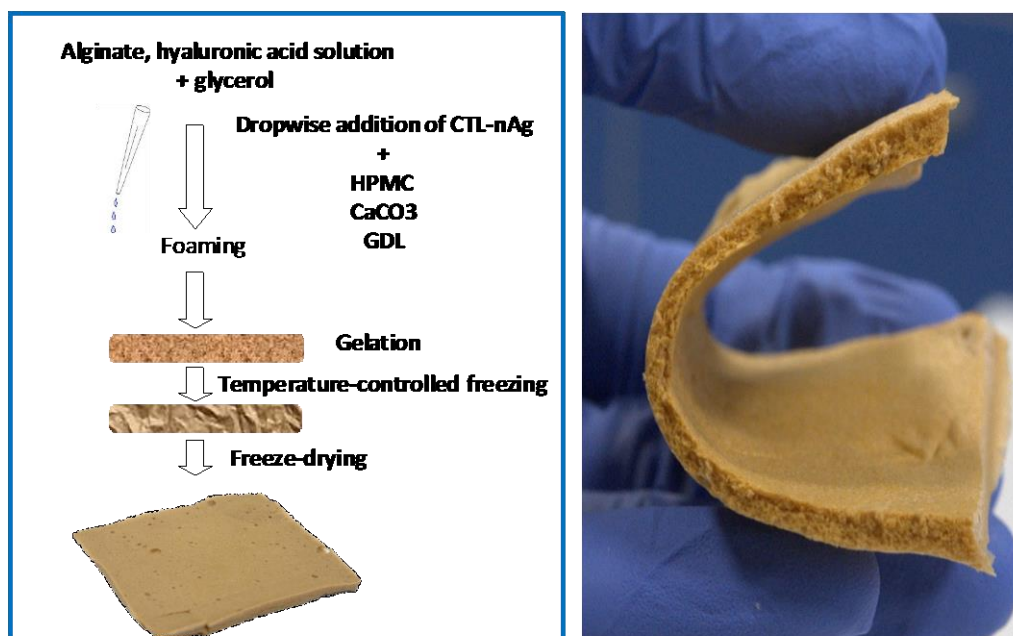 Alginate, hyaluronic acid solution
+ glycerol
Dropwise addition of CTL-nAg
+
HPMC
CaCO3
GDL
Foaming
Gelation
Temperature-controlled freezing
Freeze-drying